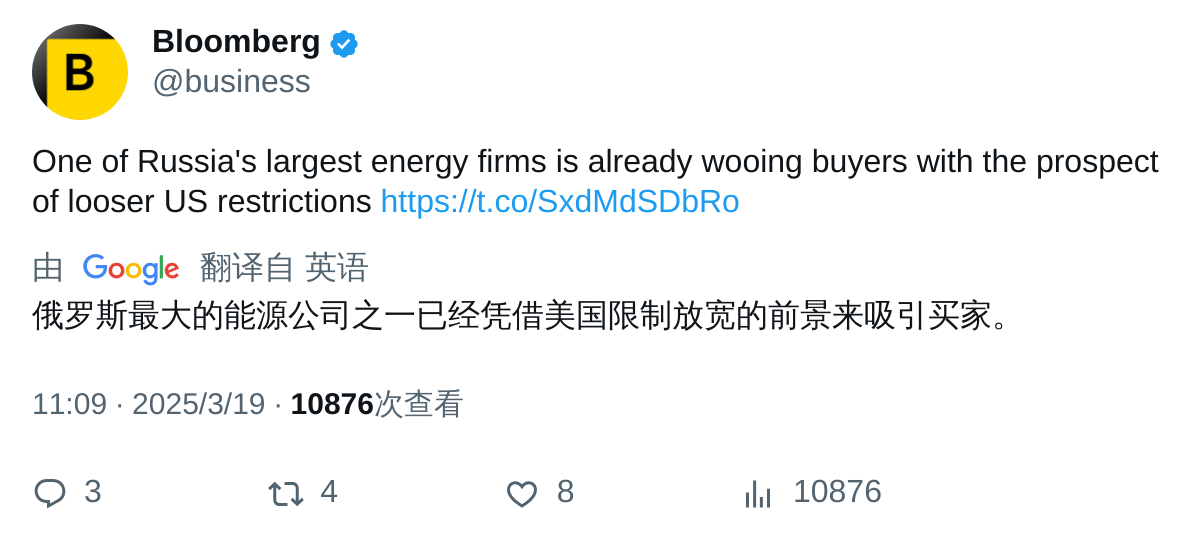 B
Bloomberg
@business
One of Russia's largest energy firms is already wooing buyers with the prospect
of looser US restrictions https://t.co/SxdMdSDbRo
由 Google 翻译自 英语
俄罗斯最大的能源公司之一已经凭借美国限制放宽的前景来吸引买家。
11:09 · 2025/3/19 · 10876次查看
3 4 8 10876